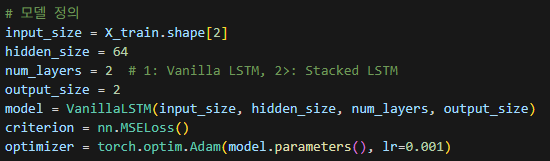 # 모델 정의
input_size = X_train.shape[2]
hidden_size = 64
num_layers = 2  # 1: Vanilla LSTM, 2>: Stacked LSTM
output_size = 2
model = VanillaLSTM(input_size, hidden_size, num_layers, output_size)
criterion = nn.MSELoss()
optimizer = torch.optim.Adam(model.parameters(), lr=0.001)